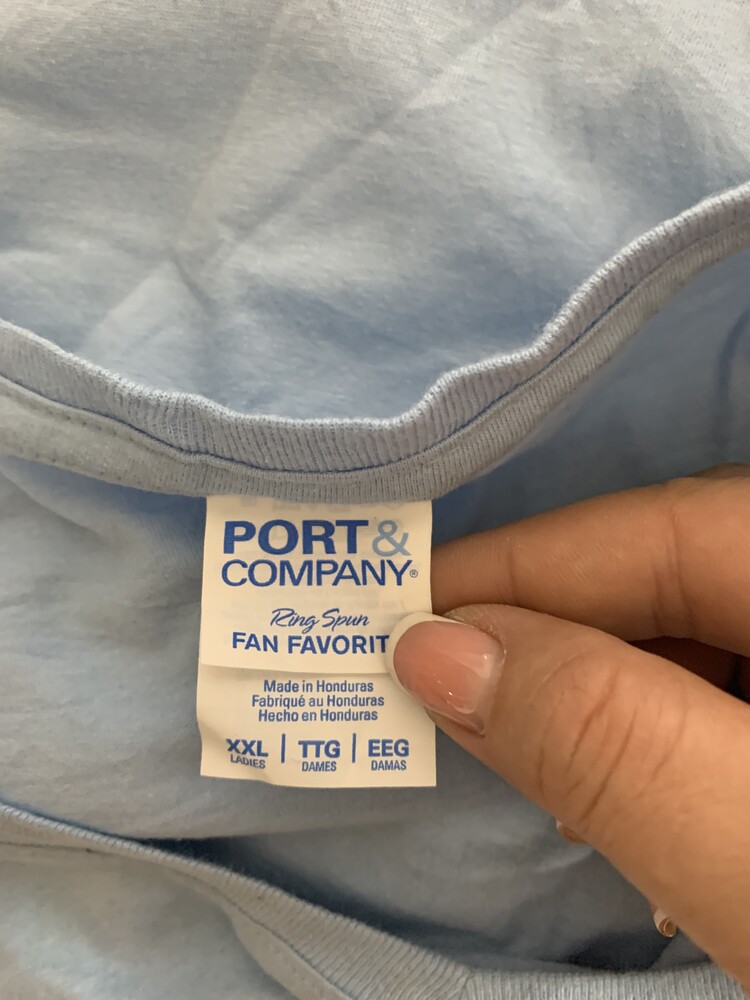 PORT &
COMPANY®
Ring Spun
FAN FAVORIT
Made in Honduras
Fabriqué au Honduras
Hecho en Honduras
XXL | TTG | EEG
LADIES DAMES DAMAS